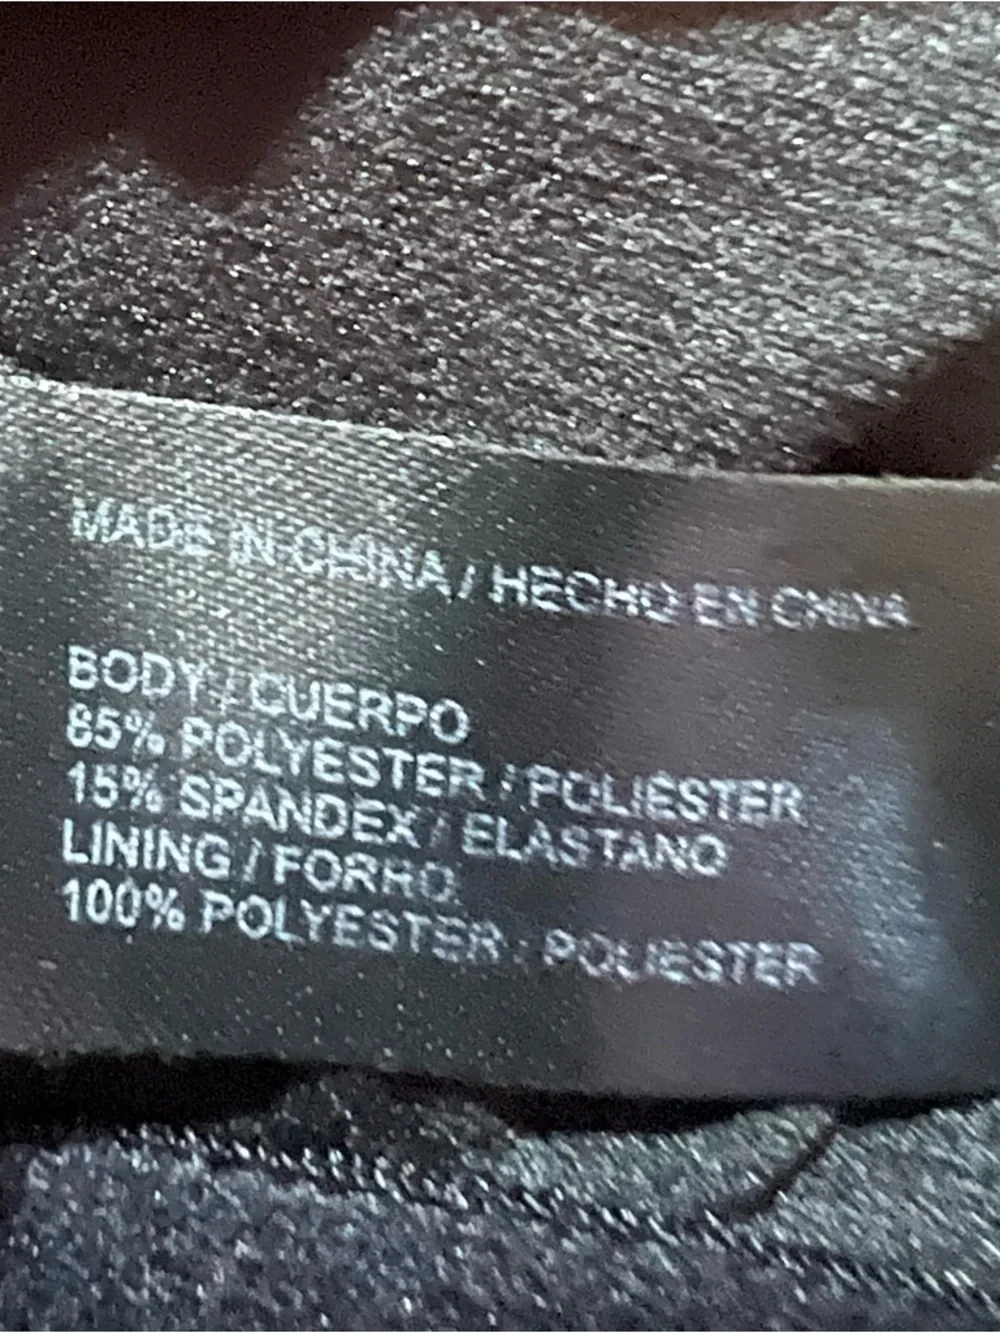 MADE IN CHINA / HECHO EN CHINA
BODY / CUERPO
85% POLYESTER / POLIESTER
15% SPANDEX / ELASTANO
LINING / FORRO
100% POLYESTER / POLIESTER